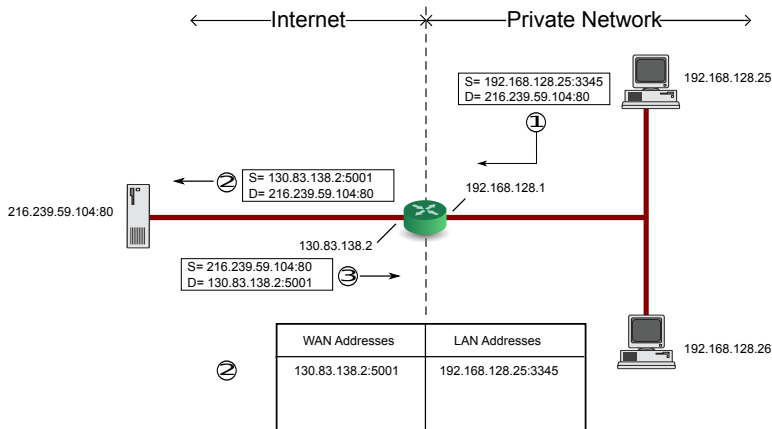 Internet
Private Network
S= 192.168.128.25:3345
D= 216.239.59.104:80
192.168.128.25
①
② S= 130.83.138.2:5001
D= 216.239.59.104:80
192.168.128.1
216.239.59.104:80
130.83.138.2
S= 216.239.59.104:80
D= 130.83.138.2:5001
③
WAN Addresses
LAN Addresses
192.168.128.26
②
130.83.138.2:5001
192.168.128.25:3345